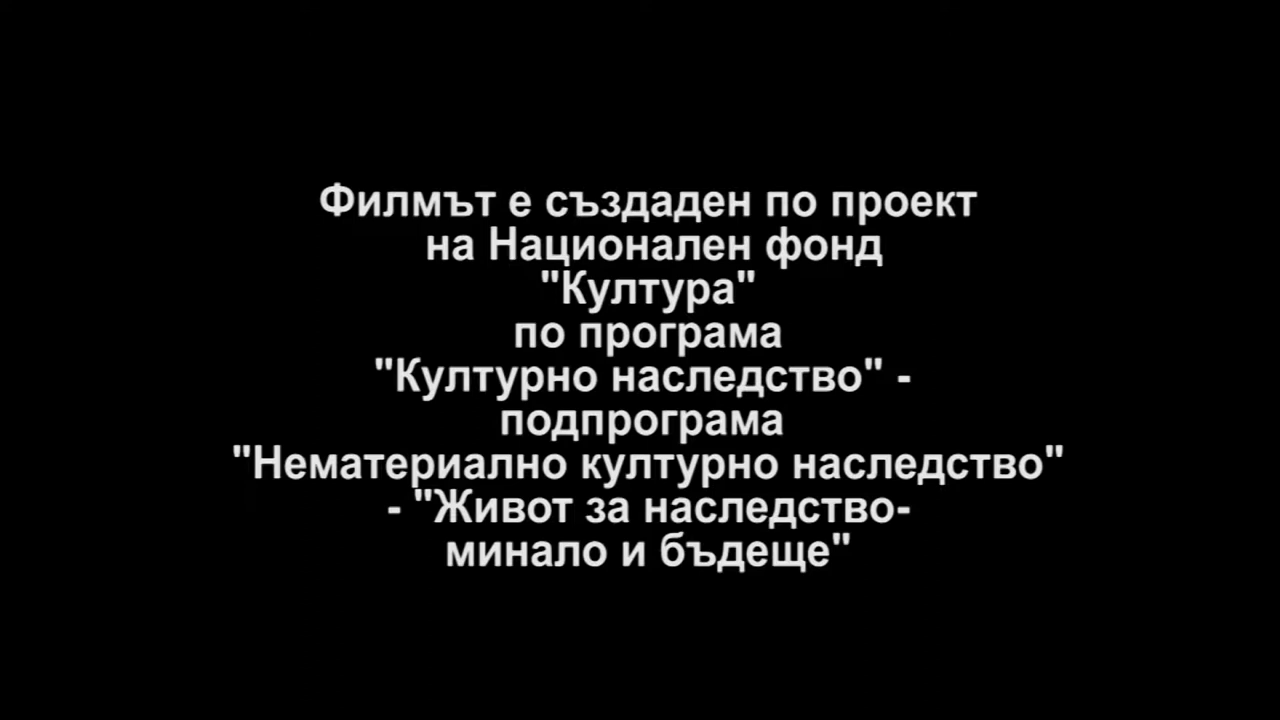 Филмът е създаден по проект
на Национален фонд
"Култура"
по програма
"Културно наследство" -
подпрограма
"Нематериално културно наследство"
- "Живот за наследство-
минало и бъдеще"